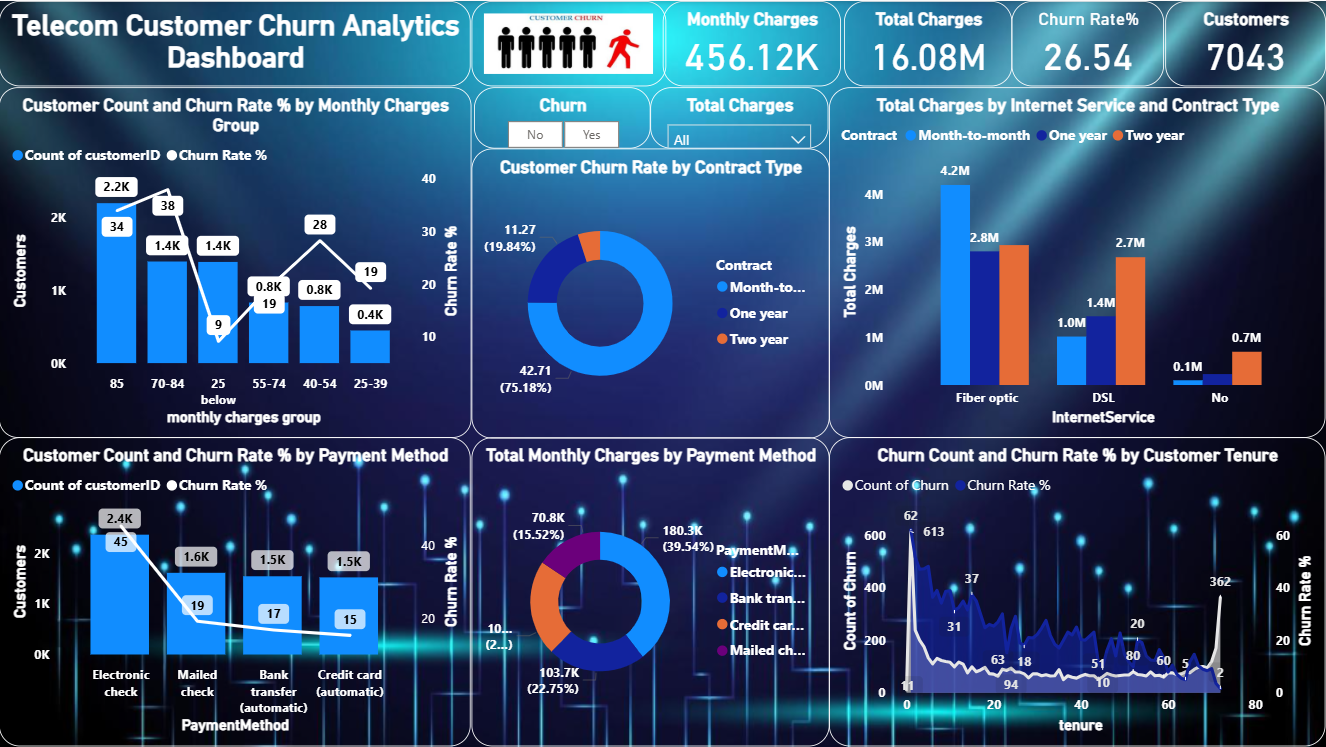 Telecom Customer Churn Analytics
Dashboard
CUSTOMER CHURN
Monthly Charges
456.12K
Total Charges
16.08M
Churn Rate%
26.54
Customers
7043
Customer Count and Churn Rate % by Monthly Charges
Group
Count of customerID Churn Rate %
Customers
2K
1K
0K
2.2K
34
38
1.4K
1.4K
9
0.8K
19
28
0.8K
19
0.4K
40
30
20
10
Churn Rate %
85 70-84 25 55-74 40-54 25-39
below
monthly charges group
Churn
No Yes
Total Charges
All
Customer Churn Rate by Contract Type
11.27
(19.84%)
42.71
(75.18%)
Contract
Month-to...
One year
Two year
Total Charges by Internet Service and Contract Type
Contract Month-to-month One year Two year
Total Charges
4M
3M
2M
1M
0M
4.2M
2.8M
1.0M
1.4M
2.7M
0.1M
0.7M
Fiber optic DSL No
InternetService
Customer Count and Churn Rate % by Payment Method
Count of customerID Churn Rate %
Customers
2K
1K
0K
2.4K
45
1.6K
19
1.5K
17
1.5K
15
40
20
Churn Rate %
Electronic Mailed Bank Credit card
check check transfer (automatic)
(automatic)
PaymentMethod
Total Monthly Charges by Payment Method
70.8K
(15.52%)
180.3K
(39.54%)
10...
(2...)
103.7K
(22.75%)
PaymentM...
Electronic...
Bank tran...
Credit car...
Mailed ch...
Churn Count and Churn Rate % by Customer Tenure
Count of Churn Churn Rate %
Count of Churn
600
400
200
0
62
613
37
31
63
18
94
51
10
20
80
60
5
362
2
11
60
40
20
0
Churn Rate %
0 20 40 60 80
tenure